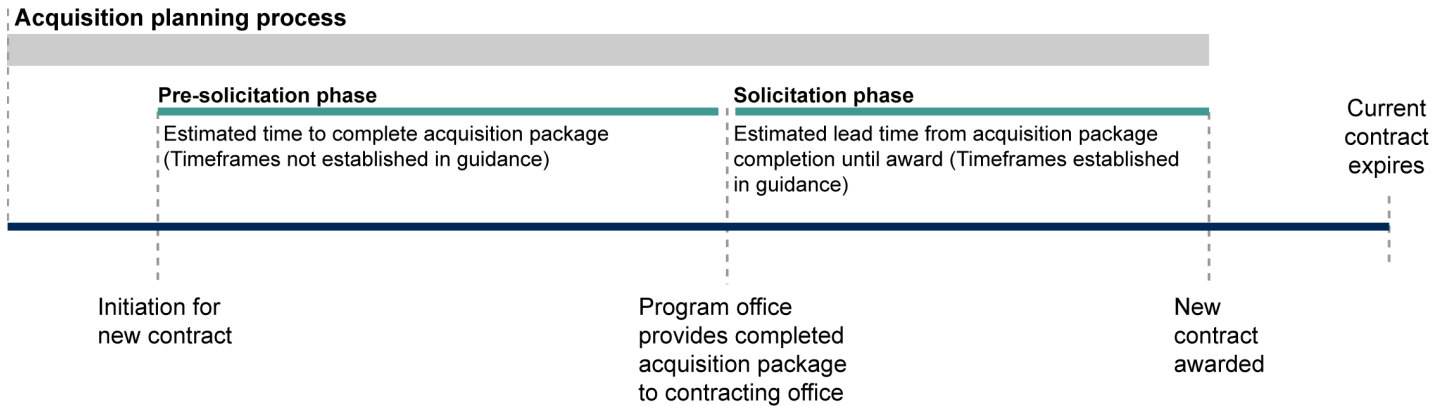 Acquisition planning process
Pre-solicitation phase
Estimated time to complete acquisition package
(Timeframes not established in guidance)
Solicitation phase
Estimated lead time from acquisition package
completion until award (Timeframes established
in guidance)
Current
contract
expires
Initiation for
new contract
Program office
provides completed
acquisition package
to contracting office
New
contract
awarded